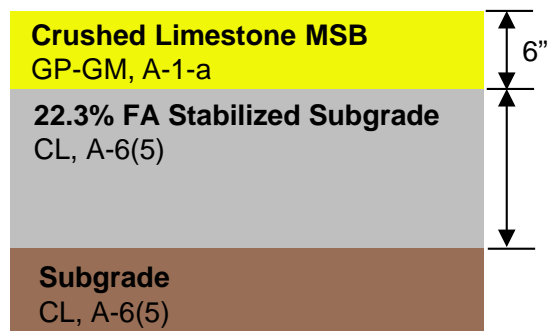 Crushed Limestone MSB
GP-GM, A-1-a
6”
22.3% FA Stabilized Subgrade
CL, A-6(5)
Subgrade
CL, A-6(5)